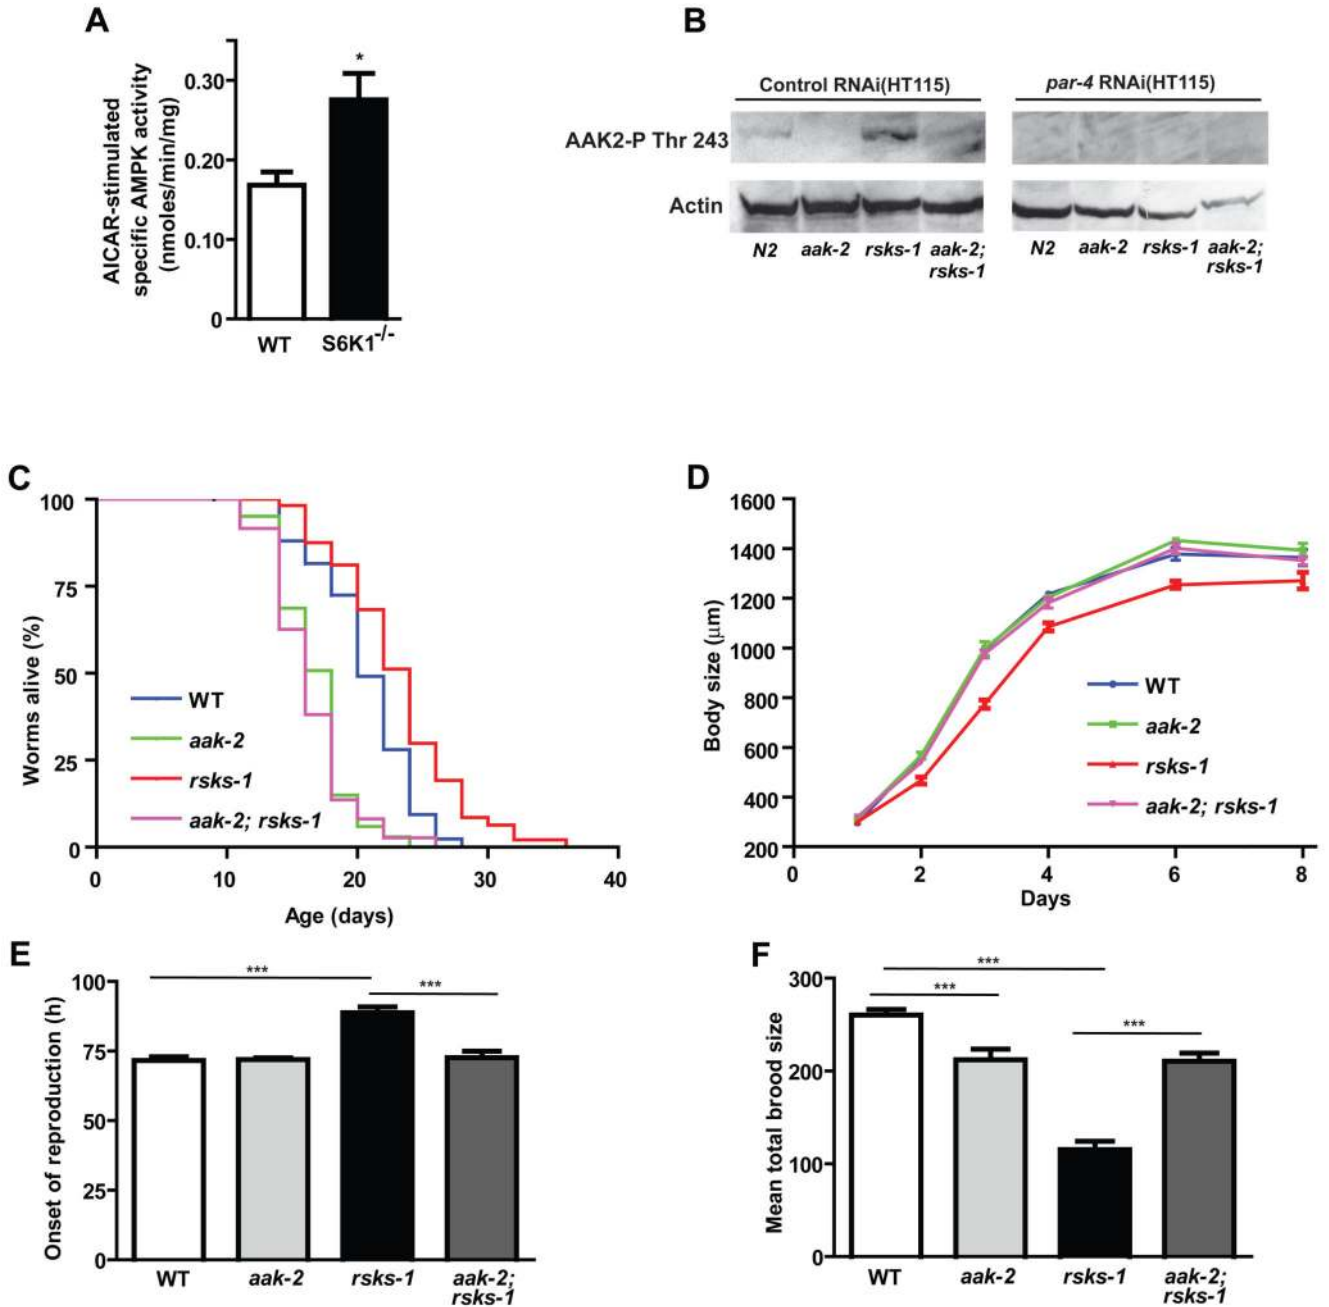 A
AICAR-stimulated
specific AMPK activity
(nmoles/min/mg)
0.30
0.20
0.10
0
*
WT
S6K1-/-
B
Control RNAi(HT115)
par-4 RNAi(HT115)
AAK2-P Thr 243
Actin
N2
aak-2
rsks-1
aak-2;
rsks-1
N2
aak-2
rsks-1
aak-2;
rsks-1
C
Worms alive (%)
100
75
50
25
0
WT
aak-2
rsks-1
aak-2; rsks-1
0
10
20
30
40
Age (days)
D
Body size (μm)
1600
1400
1200
1000
800
600
400
200
WT
aak-2
rsks-1
aak-2; rsks-1
0
2
4
6
8
Days
E
Onset of reproduction (h)
100
75
50
25
0
***
***
WT
aak-2
rsks-1
aak-2;
rsks-1
F
Mean total brood size
300
200
100
0
***
***
***
WT
aak-2
rsks-1
aak-2;
rsks-1